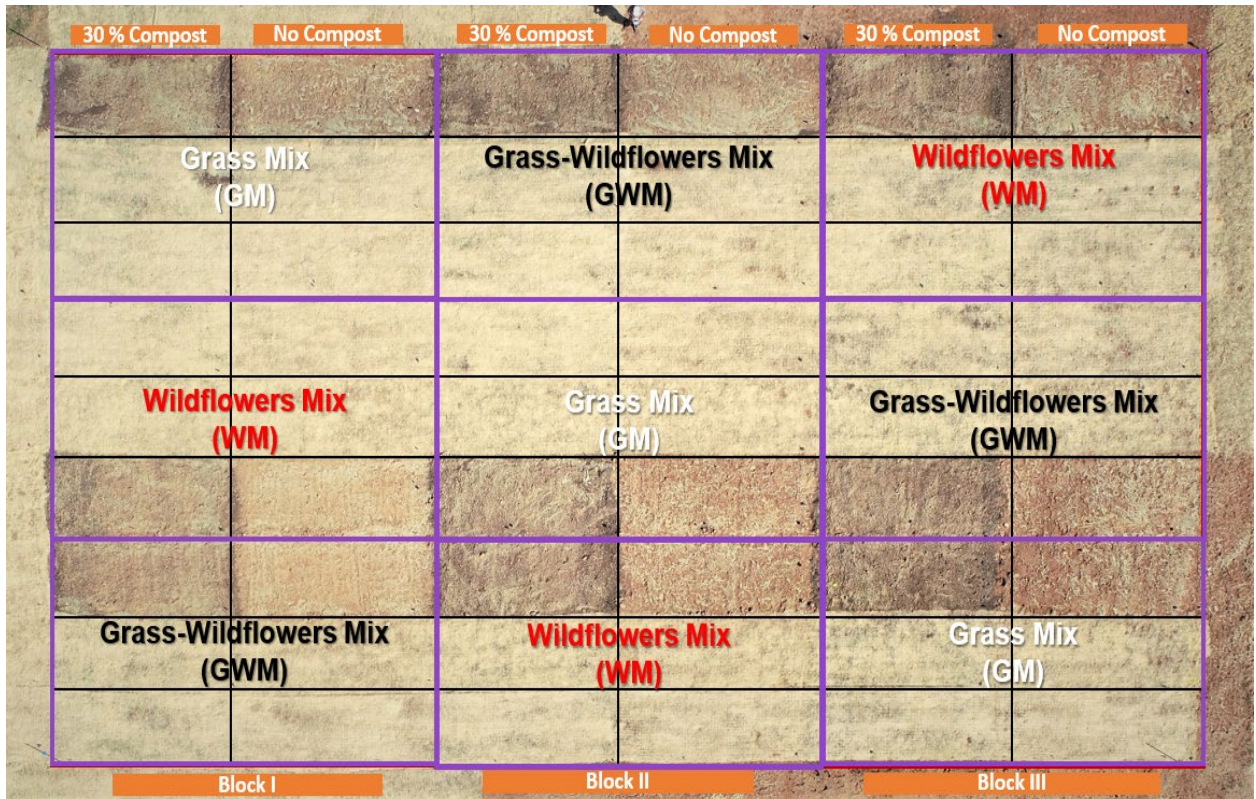 30 % Compost
No Compost
30 % Compost
No Compost
30 % Compost
No Compost
Grass Mix
(GM)
Grass-Wildflowers Mix
(GWM)
Wildflowers Mix
(WM)
Wildflowers Mix
(WM)
Grass Mix
(GM)
Grass-Wildflowers Mix
(GWM)
Grass-Wildflowers Mix
(GWM)
Wildflowers Mix
(WM)
Grass Mix
(GM)
Block I
Block II
Block III